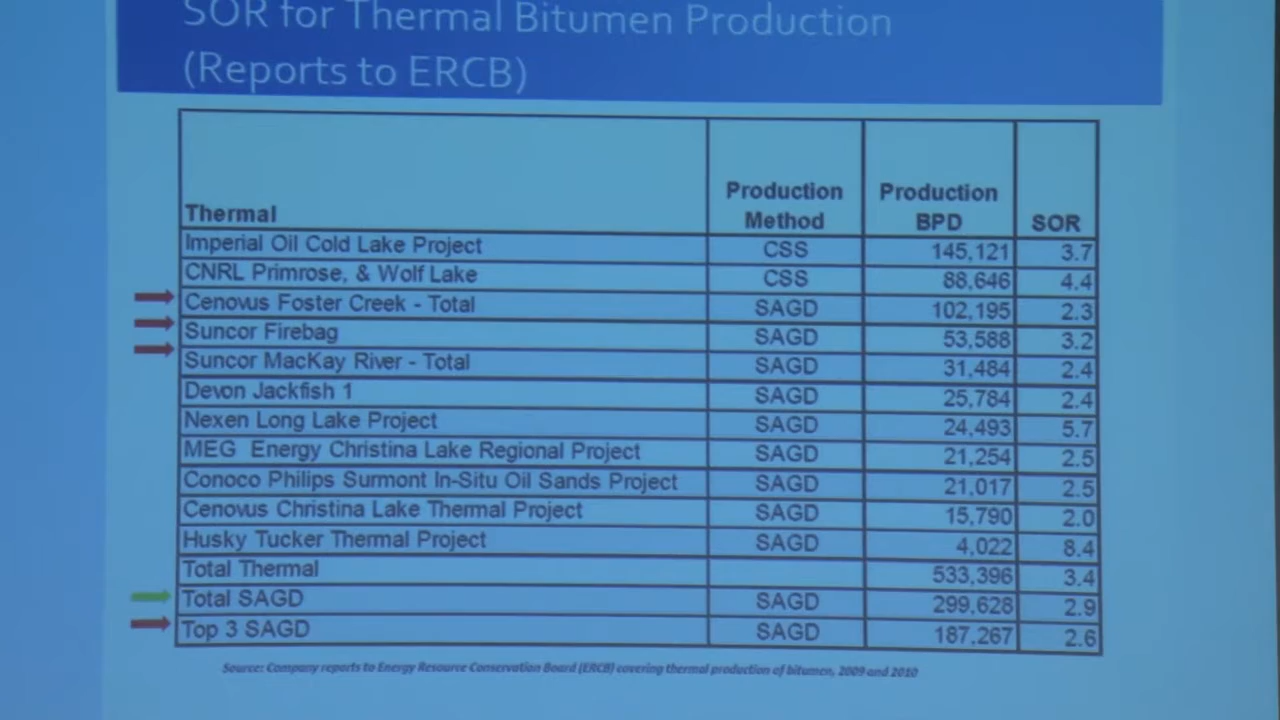 SOR for Thermal Bitumen Production
(Reports to ERCB)
Thermal Production Method Production BPD SOR
Imperial Oil Cold Lake Project CSS 145,121 3.7
CNRL Primrose, & Wolf Lake CSS 88,646 4.4
Cenovus Foster Creek - Total SAGD 102,195 2.3
Suncor Firebag SAGD 53,588 3.2
Suncor MacKay River - Total SAGD 31,484 2.4
Devon Jackfish 1 SAGD 25,784 2.4
Nexen Long Lake Project SAGD 24,493 5.7
MEG Energy Christina Lake Regional Project SAGD 21,254 2.5
Conoco Philips Surmont In-Situ Oil Sands Project SAGD 21,017 2.5
Cenovus Christina Lake Thermal Project SAGD 15,790 2.0
Husky Tucker Thermal Project SAGD 4,022 8.4
Total Thermal 533,396 3.4
Total SAGD SAGD 299,628 2.9
Top 3 SAGD SAGD 187,267 2.6
Source: Company reports to Energy Resource Conservation Board (ERCB) covering thermal production of bitumen, 2009 and 2010